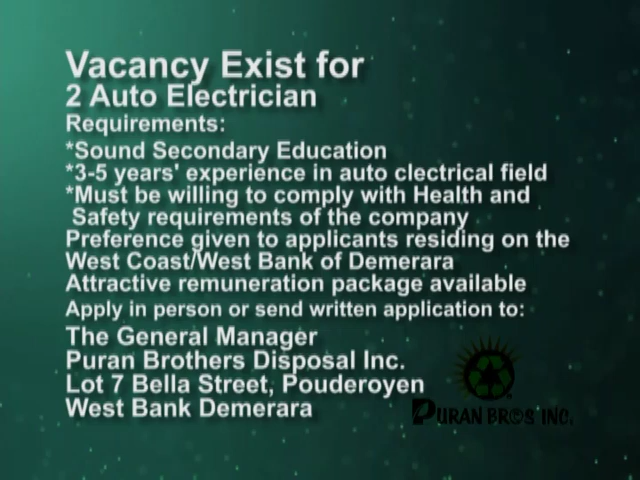 Vacancy Exist for
2 Auto Electrician
Requirements:
*Sound Secondary Education
*3-5 years' experience in auto clectrical field
*Must be willing to comply with Health and
Safety requirements of the company
Preference given to applicants residing on the
West Coast/West Bank of Demerara
Attractive remuneration package available
Apply in person or send written application to:
The General Manager
Puran Brothers Disposal Inc.
Lot 7 Bella Street, Pouderoyen
West Bank Demerara
PURAN BROS INC.